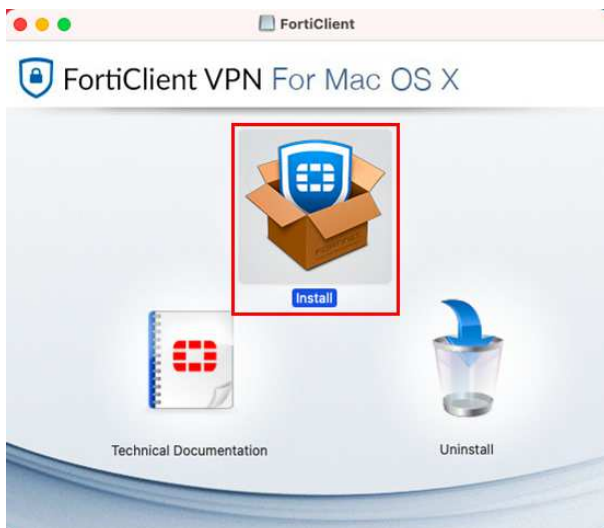 FortiClient
FortiClient VPN For Mac OS X
Install
Technical Documentation
Uninstall